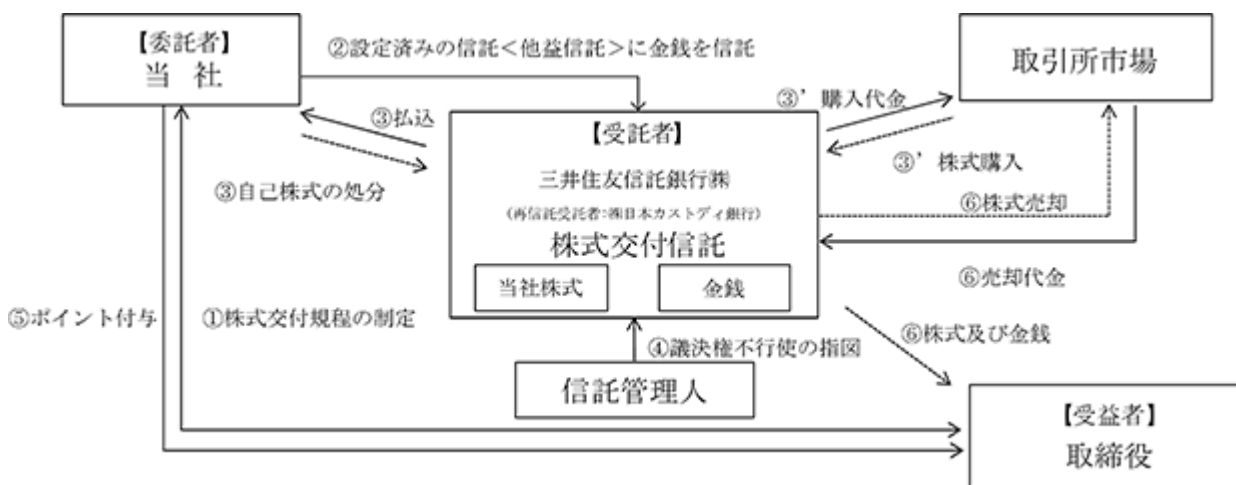 【委託者】
当 社
②設定済みの信託<他益信託>に金銭を信託
取引所市場
③払込
③’購入代金
【受託者】
三井住友信託銀行㈱
(再信託受託者:㈱日本カストディ銀行)
株式交付信託
当社株式
金銭
③自己株式の処分
③’株式購入
⑥株式売却
⑥売却代金
⑤ポイント付与
①株式交付規程の制定
④議決権不行使の指図
⑥株式及び金銭
信託管理人
【受益者】
取締役